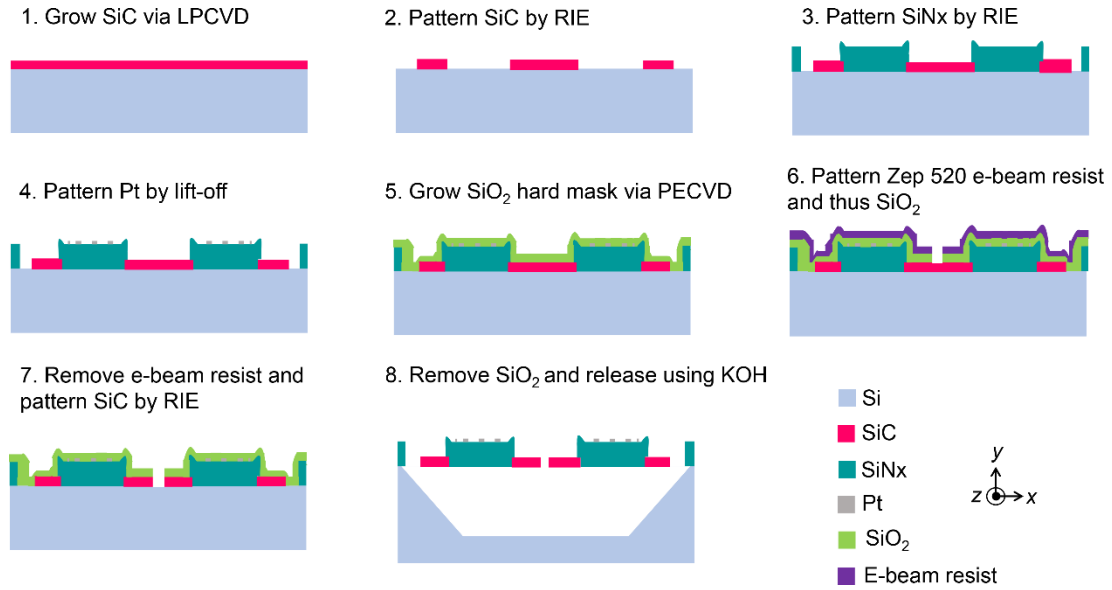 1. Grow SiC via LPCVD
2. Pattern SiC by RIE
3. Pattern SiNx by RIE
4. Pattern Pt by lift-off
5. Grow SiO₂ hard mask via PECVD
6. Pattern Zep 520 e-beam resist
and thus SiO₂
7. Remove e-beam resist and
pattern SiC by RIE
8. Remove SiO₂ and release using KOH
Si
SiC
SiNx
Pt
SiO₂
E-beam resist
y
z
x